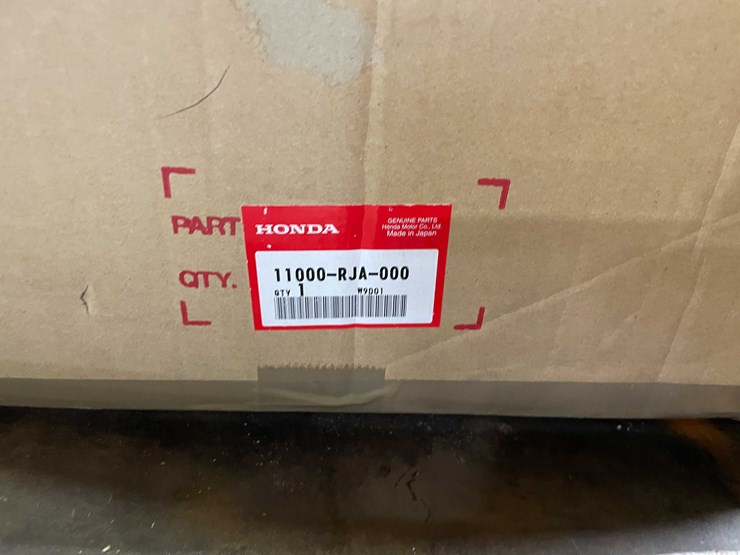 PART
HONDA
GENUINE PARTS
Honda Motor Co., Ltd
Made in Japan
11000-RJA-000
QTY.
QTY 1 W9D01